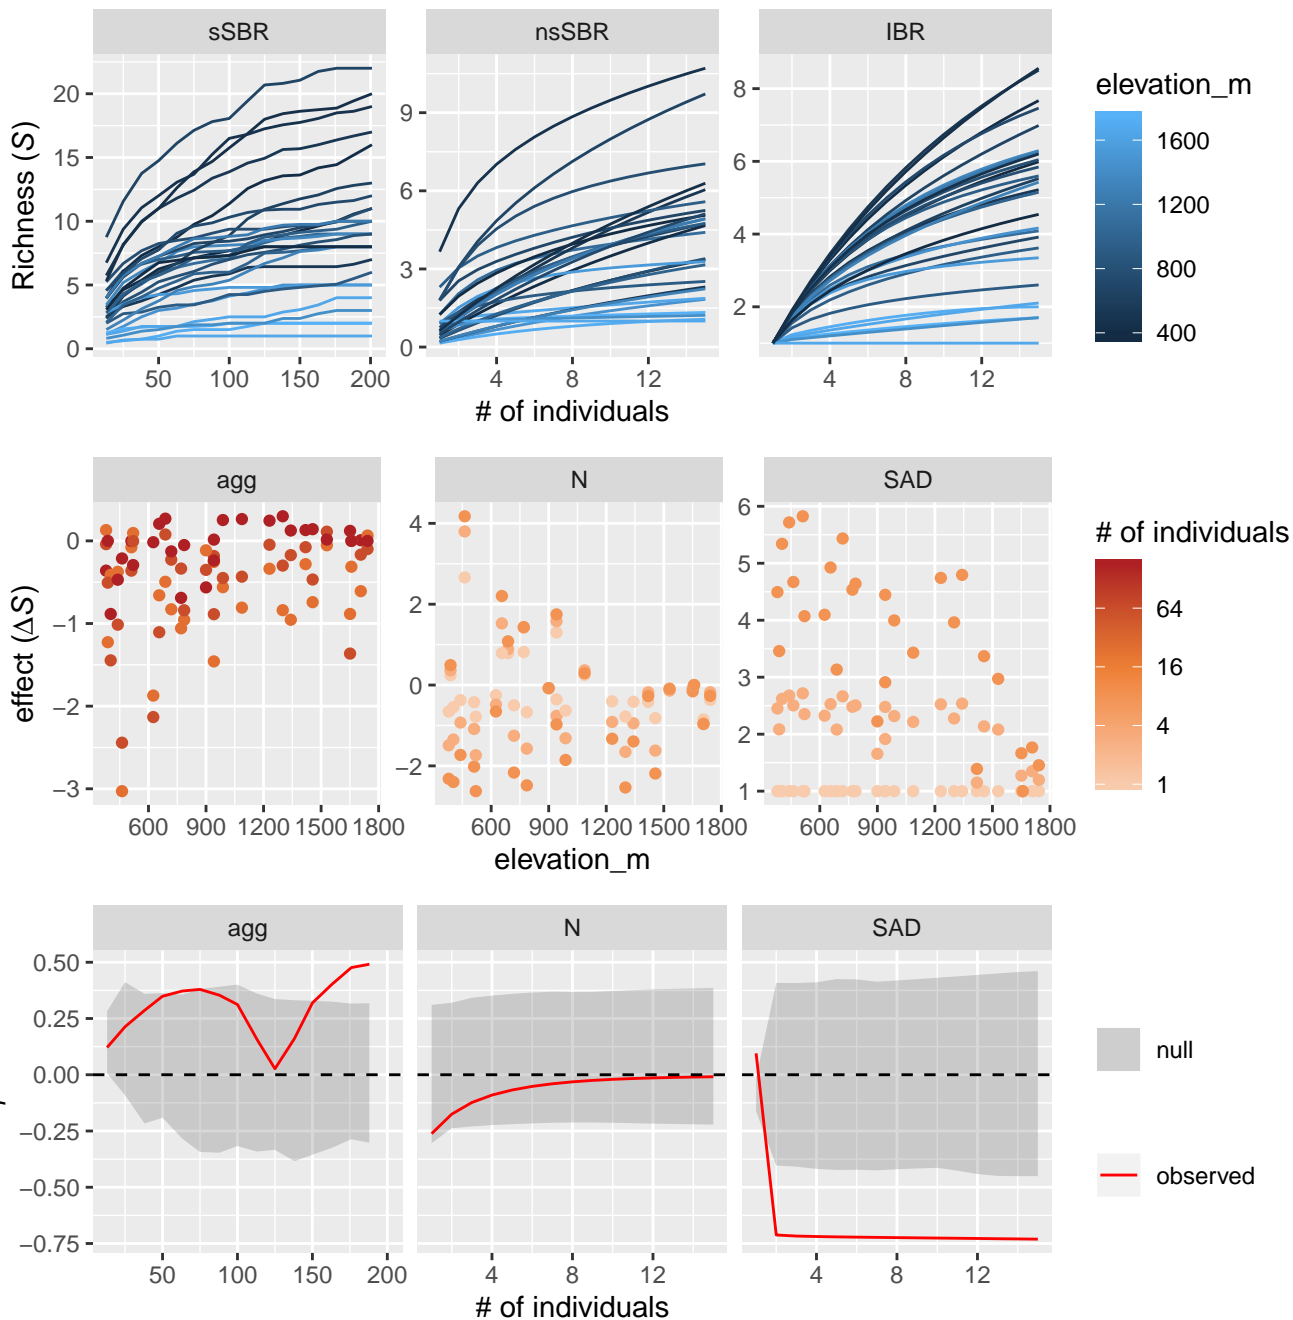 sSBR nsSBR IBR
Richness (S)
20
15
10
5
0
9
6
3
0
8
6
4
2
50 100 150 200
4 8 12
4 8 12
# of individuals
elevation_m
1600
1200
800
400
agg N SAD
effect (ΔS)
0
−1
−2
−3
4
2
0
−2
6
5
4
3
2
1
600 900 1200 1500 1800
600 900 1200 1500 1800
600 900 1200 1500 1800
elevation_m
# of individuals
64
16
4
1
agg N SAD
0.50
0.25
0.00
−0.25
−0.50
−0.75
50 100 150 200
4 8 12
4 8 12
# of individuals
null
observed